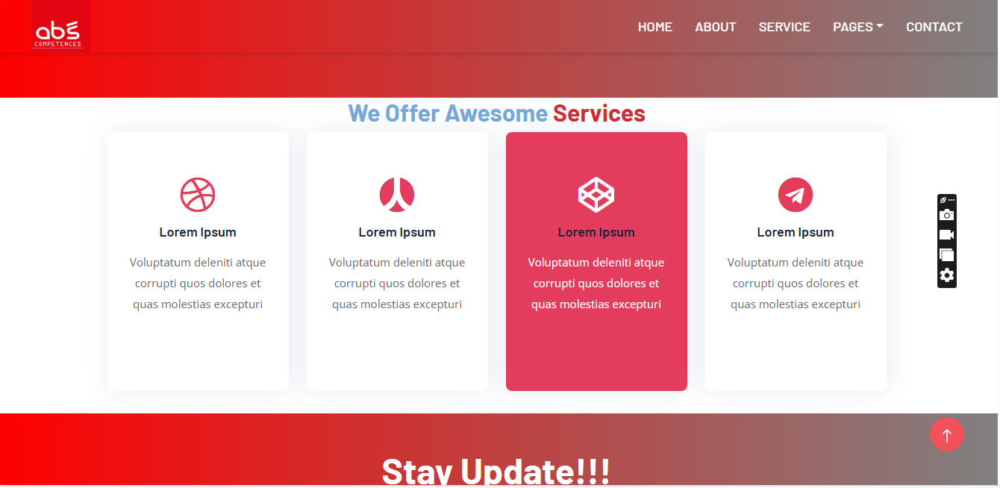 abs
COMPETENCES
HOME ABOUT SERVICE PAGES CONTACT
We Offer Awesome Services
Lorem Ipsum
Voluptatum deleniti atque
corrupti quos dolores et
quas molestias excepturi
Lorem Ipsum
Voluptatum deleniti atque
corrupti quos dolores et
quas molestias excepturi
Lorem Ipsum
Voluptatum deleniti atque
corrupti quos dolores et
quas molestias excepturi
Lorem Ipsum
Voluptatum deleniti atque
corrupti quos dolores et
quas molestias excepturi
Stay Update!!!